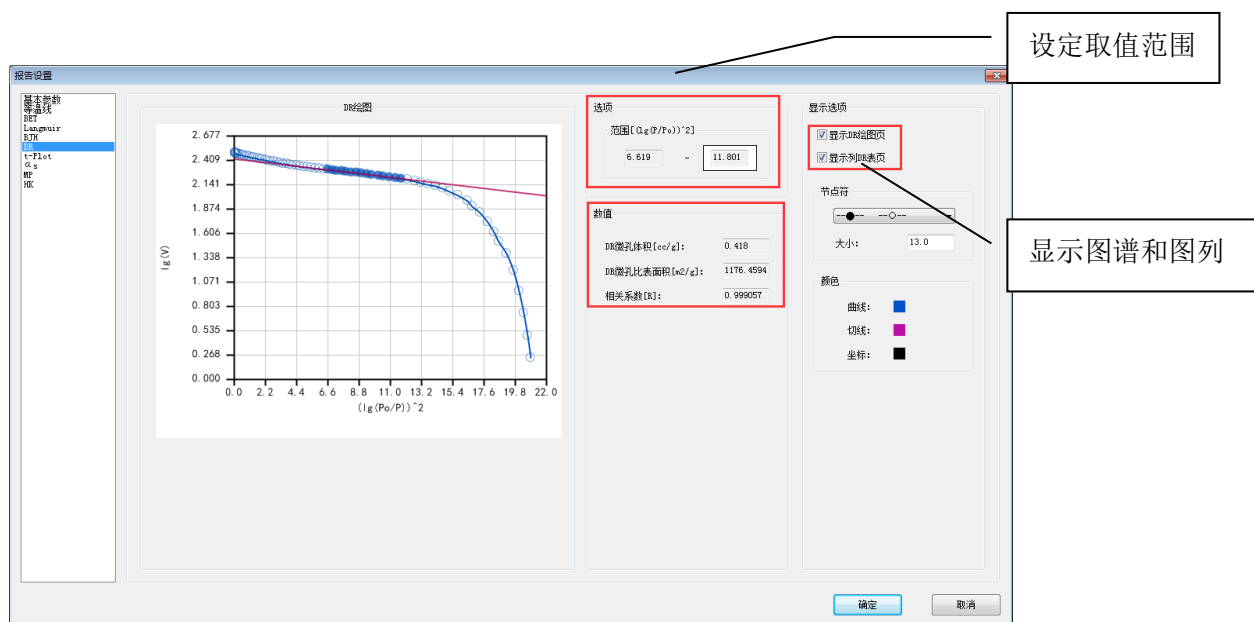 设定取值范围
报告设置
基本参数
等温线
BET
Langmuir
BJH
DR
t-Plot
αs
MP
HK
DR绘图
2.677
2.409
2.141
1.874
1.606
1.338
1.071
0.803
0.535
0.268
0.000
lg(V)
0.0 2.2 4.4 6.6 8.8 11.0 13.2 15.4 17.6 19.8 22.0
(lg(Po/P))^2
选项
范围[(lg(P/Po))^2]
6.619 - 11.801
数值
DR微孔体积[cc/g]: 0.418
DR微孔比表面积[m2/g]: 1176.4594
相关系数[R]: 0.999057
显示选项
显示DR绘图页
显示列DR表页
节点符
--●-- --○--
大小: 13.0
颜色
曲线:
切线:
坐标:
显示图谱和图列
确定 取消